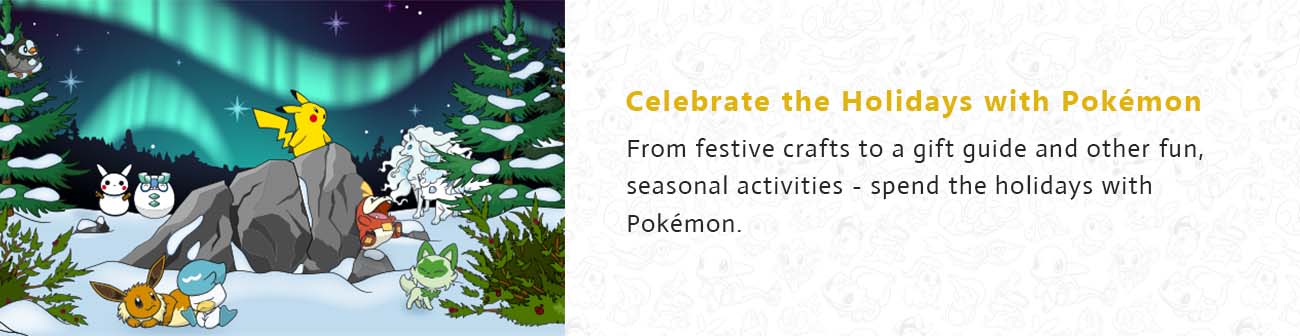 Celebrate the Holidays with Pokémon
From festive crafts to a gift guide and other fun,
seasonal activities - spend the holidays with
Pokémon.